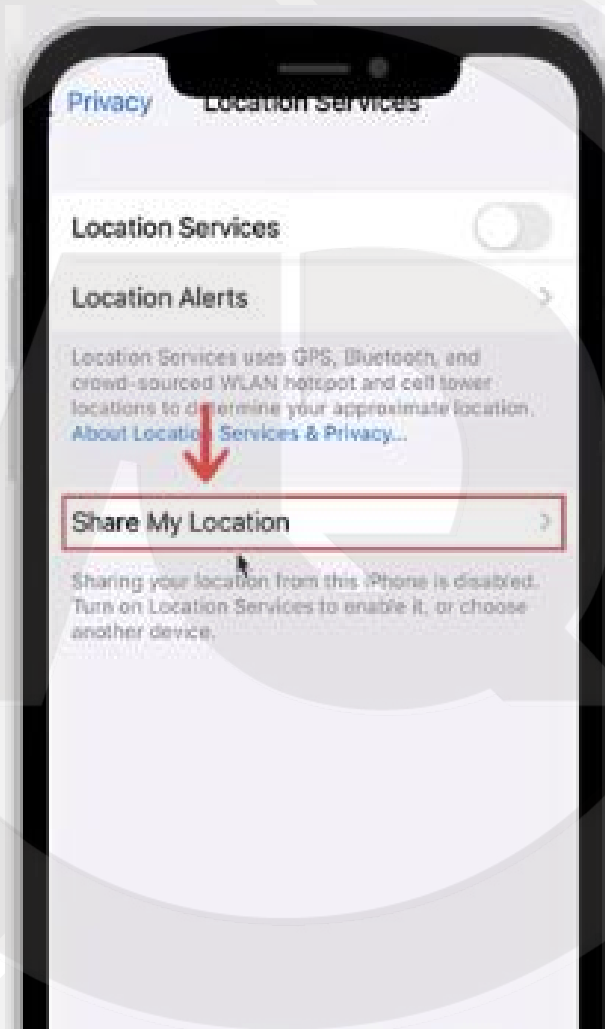 Privacy Location Services
Location Services
Location Alerts
Location Services uses GPS, Bluetooth, and
crowd-sourced WLAN hotspot and cell tower
locations to determine your approximate location.
About Location Services & Privacy...
Share My Location
Sharing your location from this iPhone is disabled.
Turn on Location Services to enable it, or choose
another device.